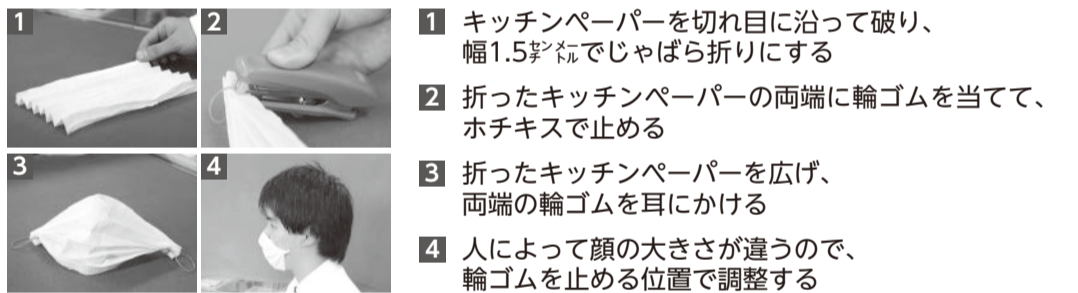 1
2
3
4
1 キッチンペーパーを切れ目に沿って破り、
幅1.5センチメートルでじゃばら折りにする
2 折ったキッチンペーパーの両端に輪ゴムを当てて、
ホチキスで止める
3 折ったキッチンペーパーを広げ、
両端の輪ゴムを耳にかける
4 人によって顔の大きさが違うので、
輪ゴムを止める位置で調整する